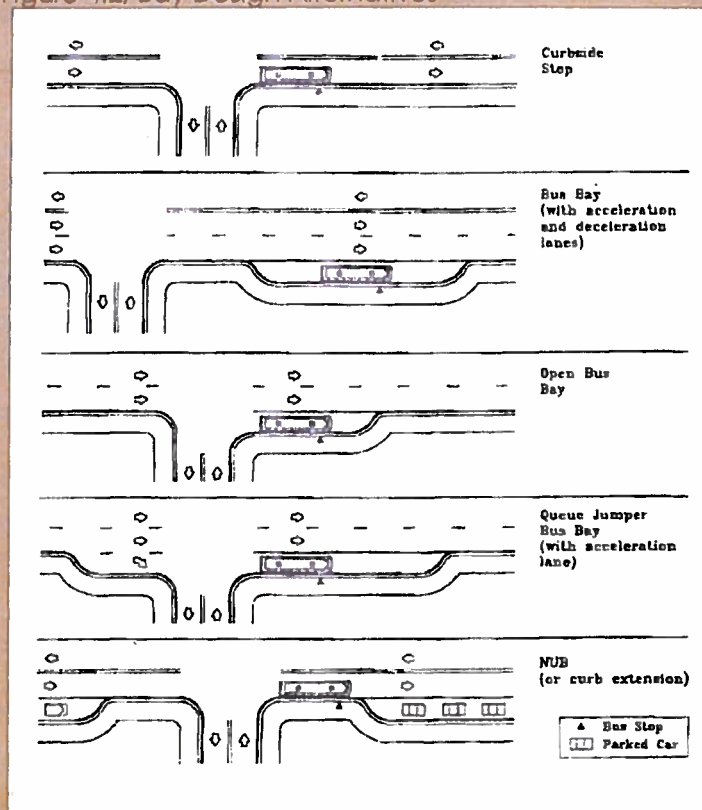 Curbside
Stop
Bus Bay
(with acceleration
and deceleration
lanes)
Open Bus
Bay
Queue Jumper
Bus Bay
(with acceleration
lane)
NUB
(or curb extension)
Bus Stop
Parked Car